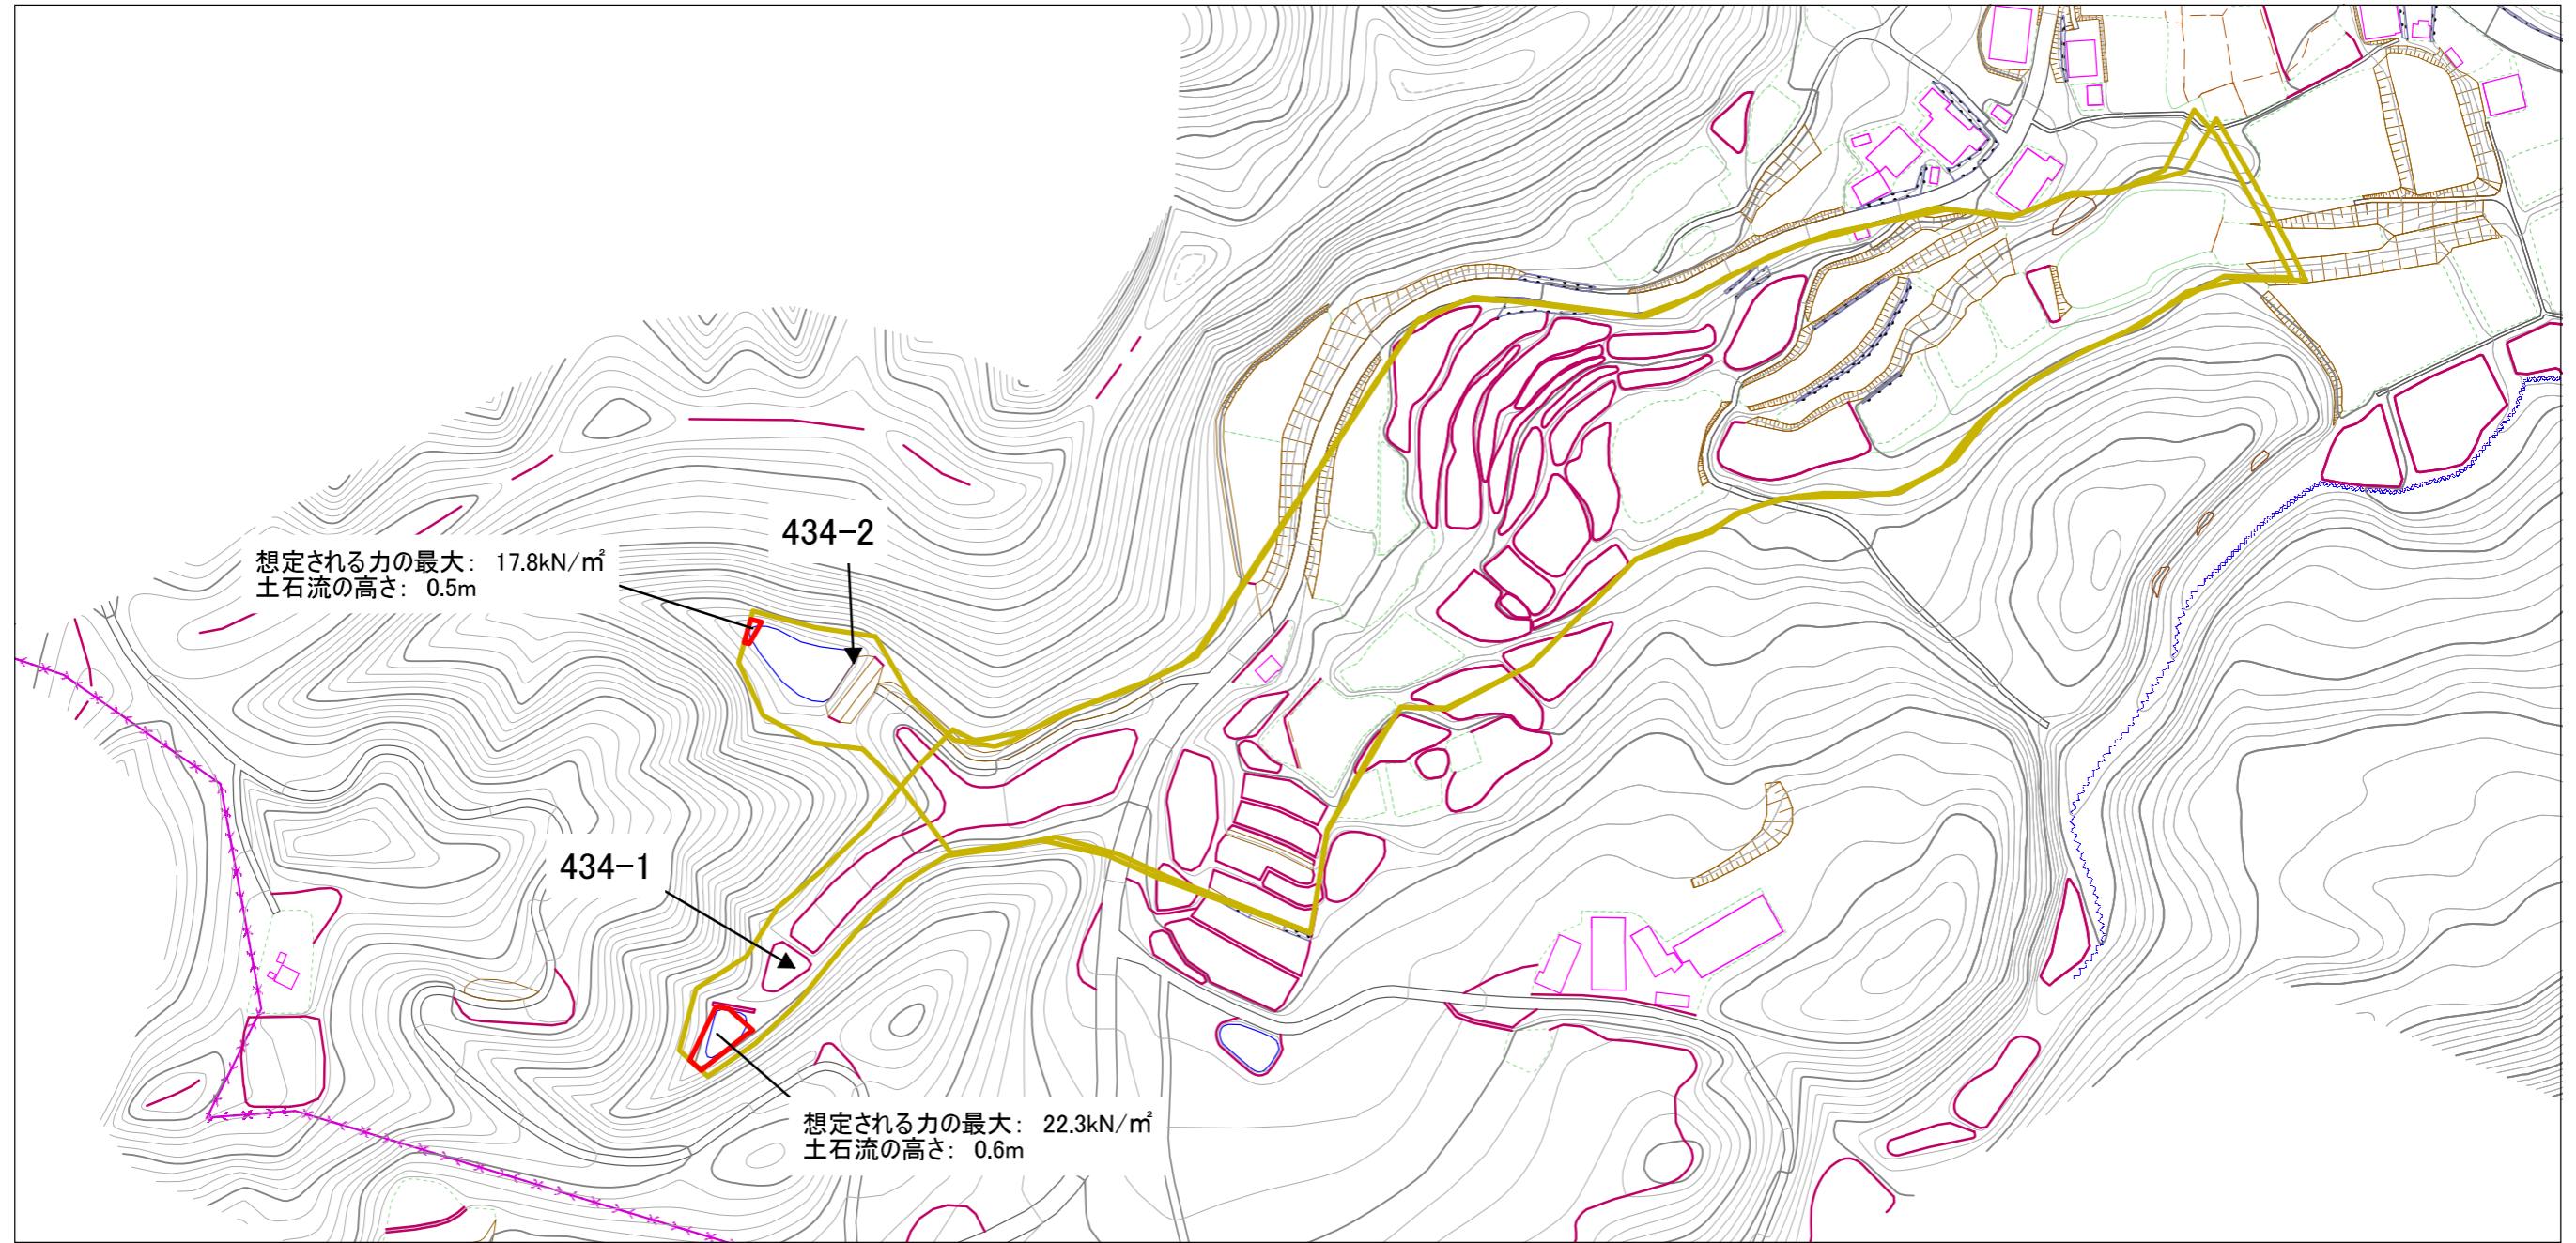 434-2
想定される力の最大： 17.8kN/㎡
土石流の高さ： 0.5m
434-1
想定される力の最大： 22.3kN/㎡
土石流の高さ： 0.6m